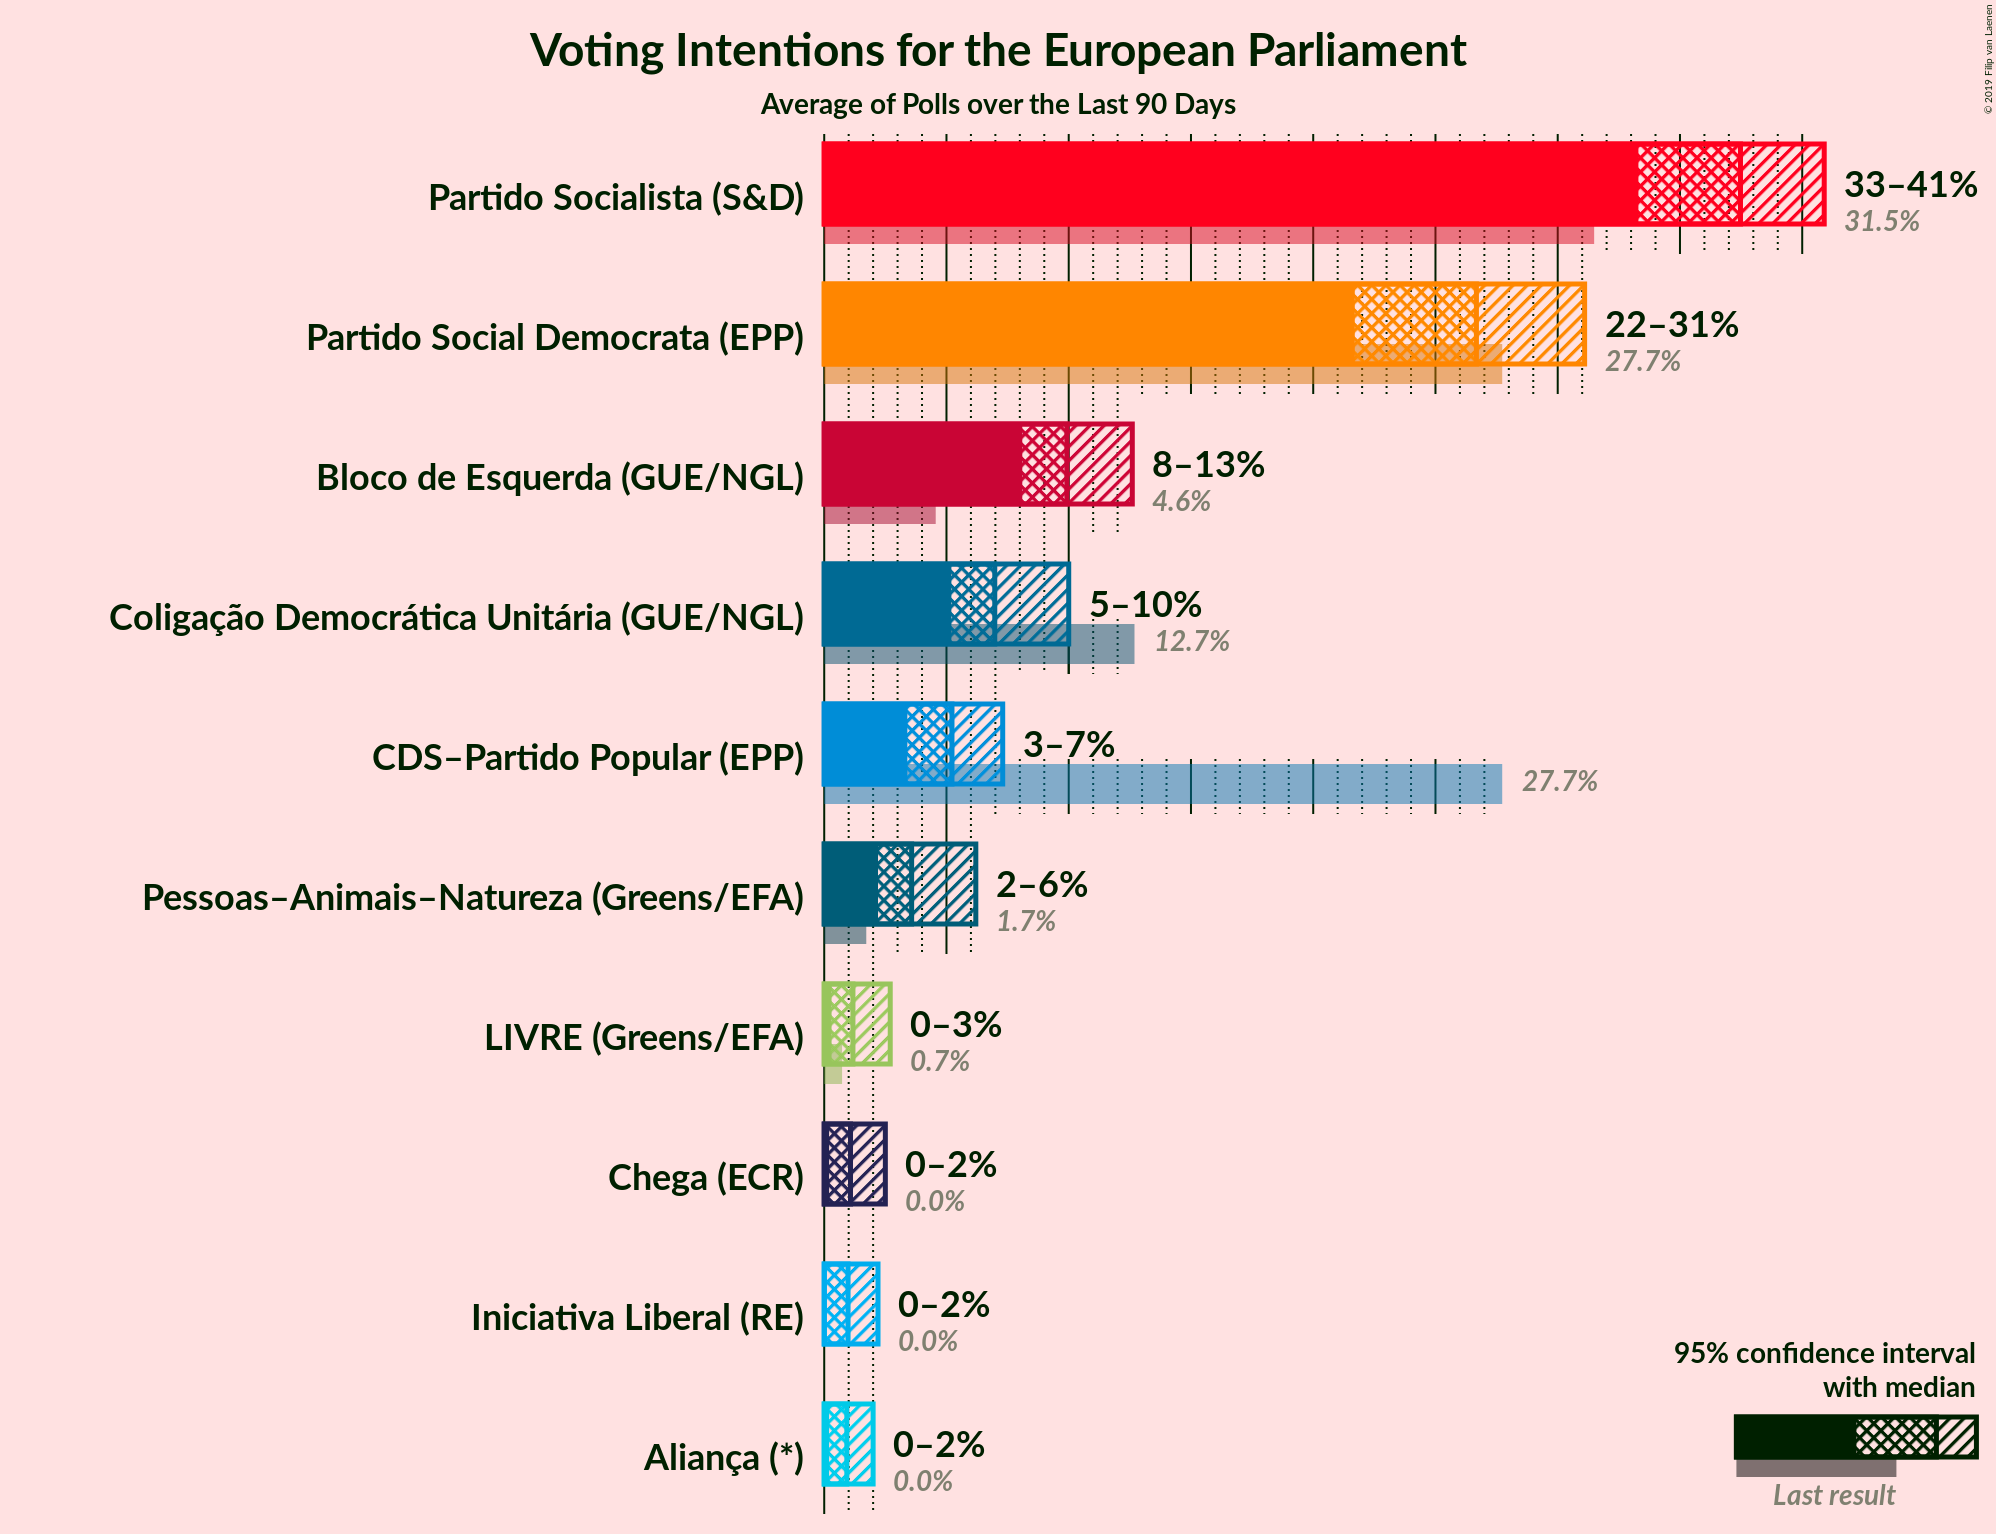 Voting Intentions for the European Parliament
Average of Polls over the Last 90 Days
© 2019 Filip van Laenen
Partido Socialista (S&D)
33–41%
31.5%
Partido Social Democrata (EPP)
22–31%
27.7%
Bloco de Esquerda (GUE/NGL)
8–13%
4.6%
Coligação Democrática Unitária (GUE/NGL)
5–10%
12.7%
CDS–Partido Popular (EPP)
3–7%
27.7%
Pessoas–Animais–Natureza (Greens/EFA)
2–6%
1.7%
LIVRE (Greens/EFA)
0–3%
0.7%
Chega (ECR)
0–2%
0.0%
Iniciativa Liberal (RE)
0–2%
0.0%
Aliança (*)
0–2%
0.0%
95% confidence interval
with median
Last result